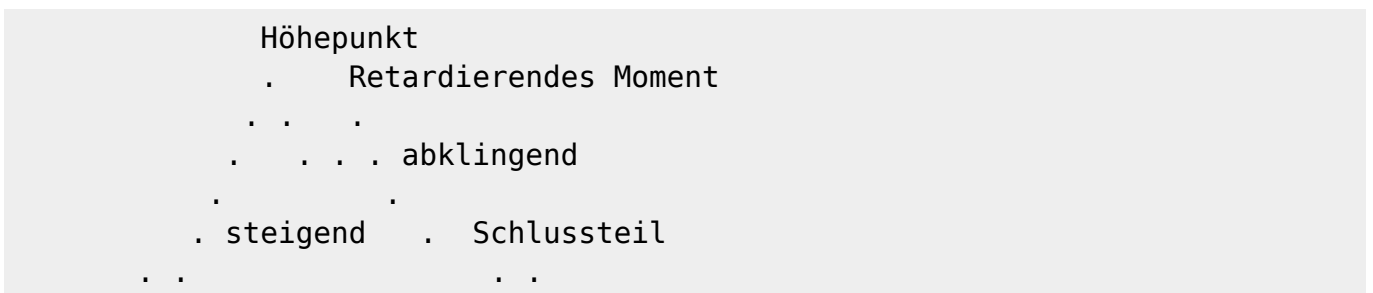 Höhepunkt
. Retardierendes Moment
. . .
. . . . abklingend
. .
. steigend . Schlussteil
. . . .